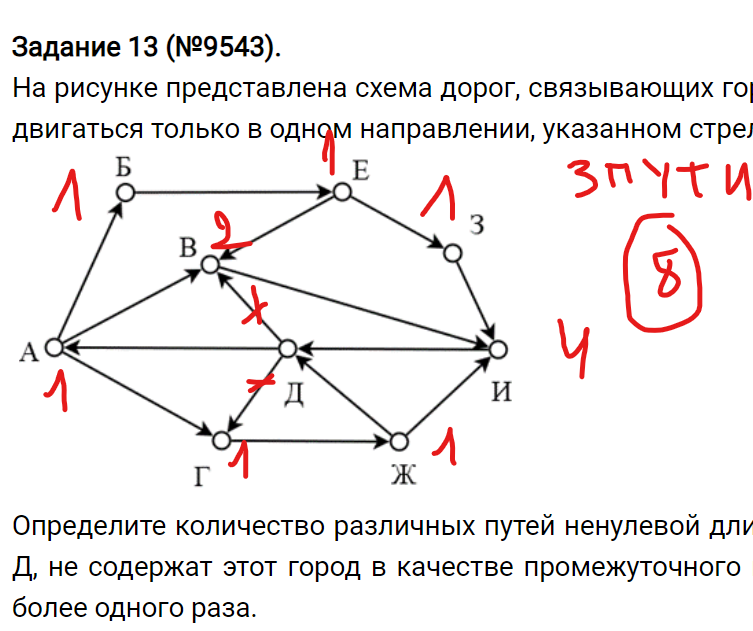 Задание 13 (№9543).
На рисунке представлена схема дорог, связывающих гор
двигаться только в одном направлении, указанном стрел
Б
1
Е
1
1
З
3 ПУТИ
В
2
8
А
1
Д
И
4
Г
1
Ж
1
Определите количество различных путей ненулевой дли
Д, не содержат этот город в качестве промежуточного
более одного раза.